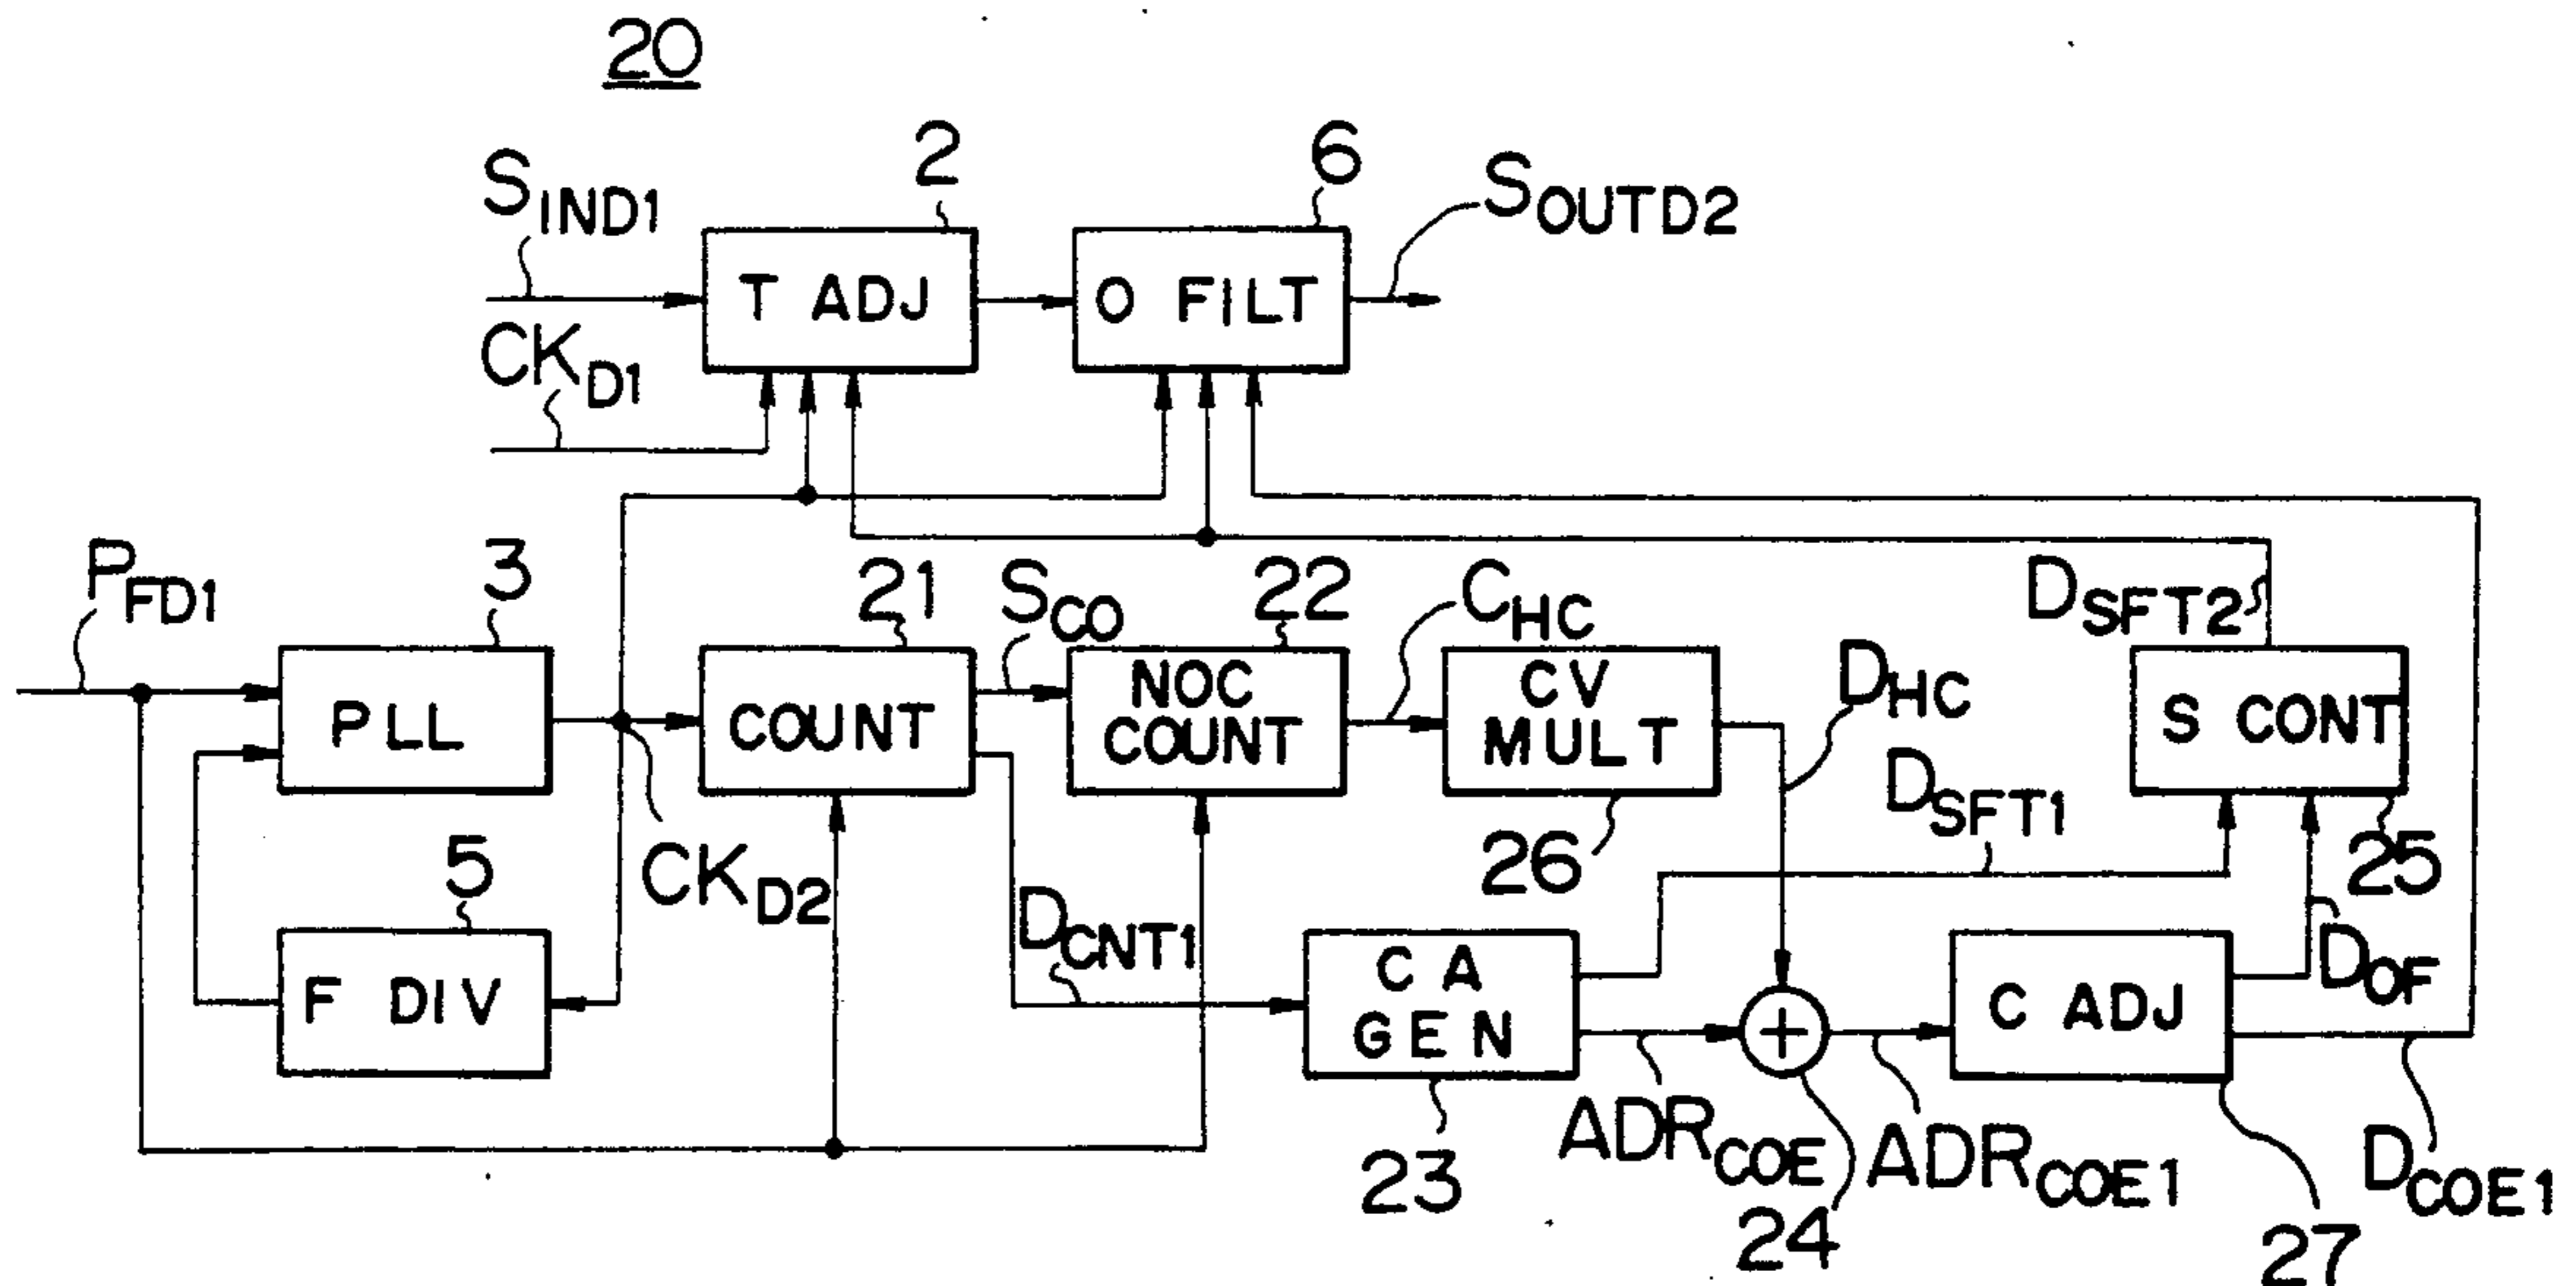 20
2
6
SIND1
SOUTD2
T ADJ
O FILT
CKD1
PFD1
3
21
SCO
22
CHC
DSFT2
DHC
PLL
COUNT
NOC
COUNT
CV
MULT
S CONT
DSFT1
5
CKD2
26
25
DCNT1
DOF
F DIV
C A
GEN
+
C ADJ
23
ADRCOE
ADRCOE1
DCOE1
24
27